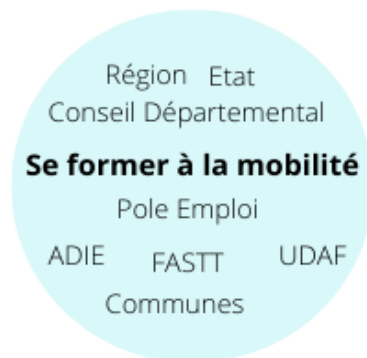 Région Etat
Conseil Départemental
Se former à la mobilité
Pole Emploi
ADIE FASTT UDAF
Communes